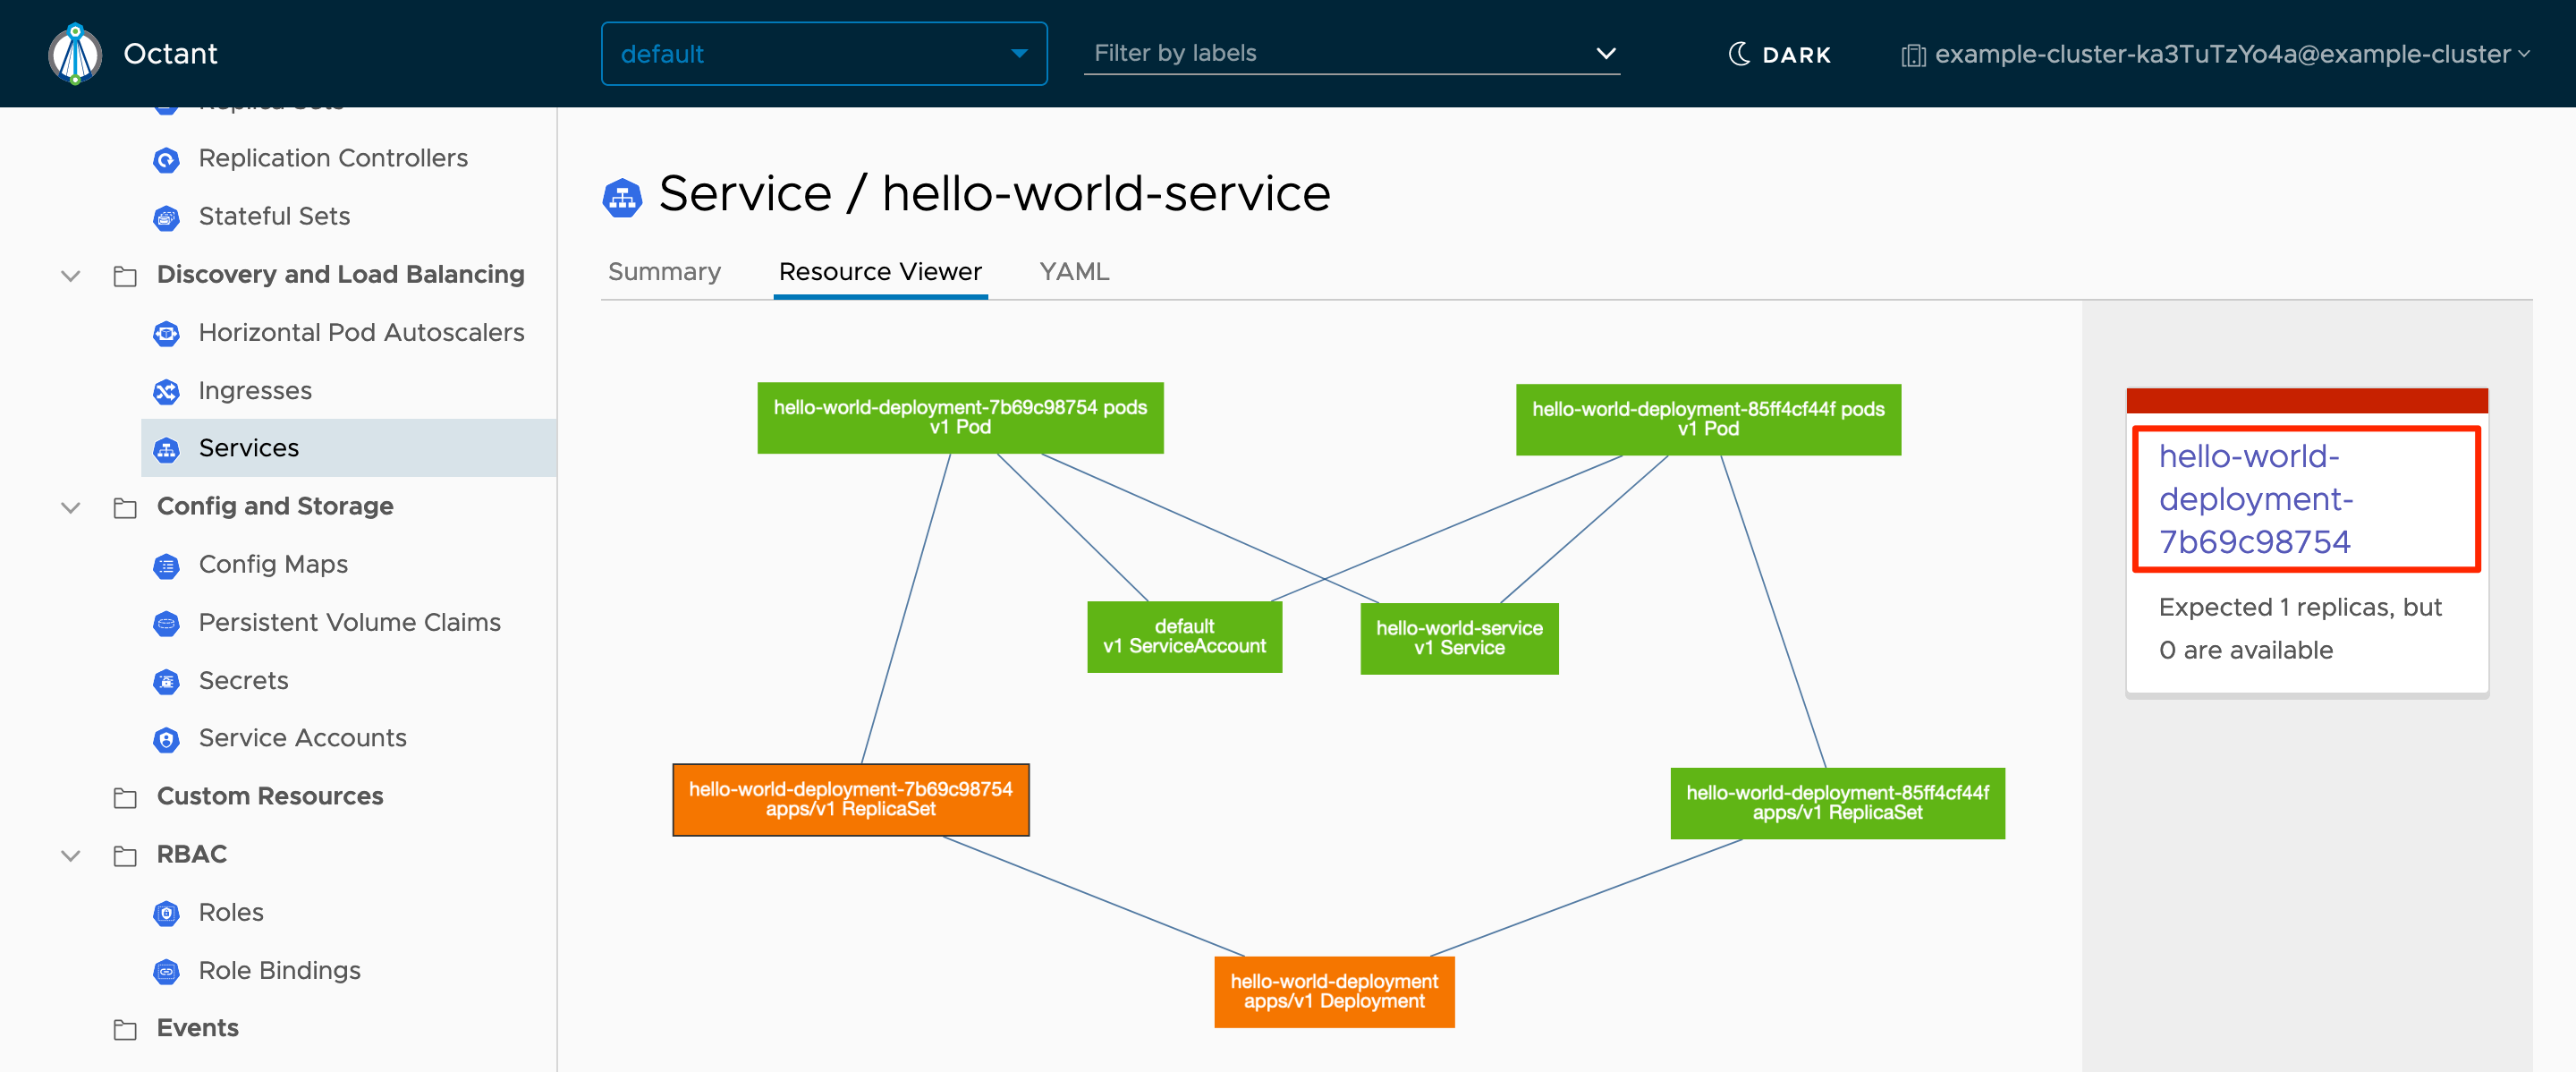 Octant
default
Filter by labels
DARK
example-cluster-ka3TuTzYo4a@example-cluster
Replica Sets
Replication Controllers
Stateful Sets
Discovery and Load Balancing
Horizontal Pod Autoscalers
Ingresses
Services
Config and Storage
Config Maps
Persistent Volume Claims
Secrets
Service Accounts
Custom Resources
RBAC
Roles
Role Bindings
Events
Service / hello-world-service
Summary
Resource Viewer
YAML
hello-world-deployment-7b69c98754 pods
v1 Pod
hello-world-deployment-85ff4cf44f pods
v1 Pod
default
v1 ServiceAccount
hello-world-service
v1 Service
hello-world-deployment-7b69c98754
apps/v1 ReplicaSet
hello-world-deployment-85ff4cf44f
apps/v1 ReplicaSet
hello-world-deployment
apps/v1 Deployment
hello-world-
deployment-
7b69c98754
Expected 1 replicas, but
0 are available